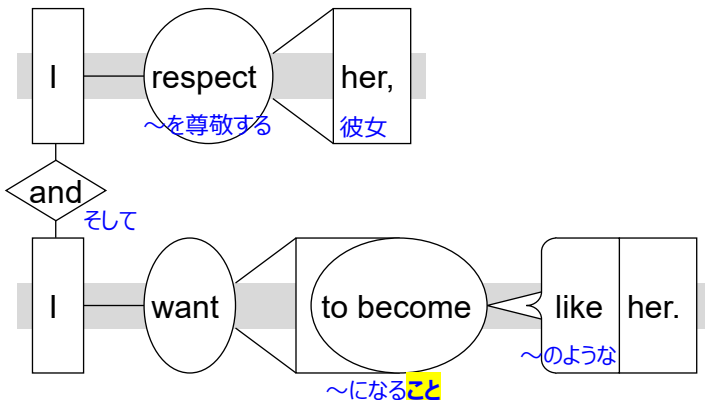 I respect her,
～を尊敬する 彼女
and
そして
I want to become like her.
～のような
～になること